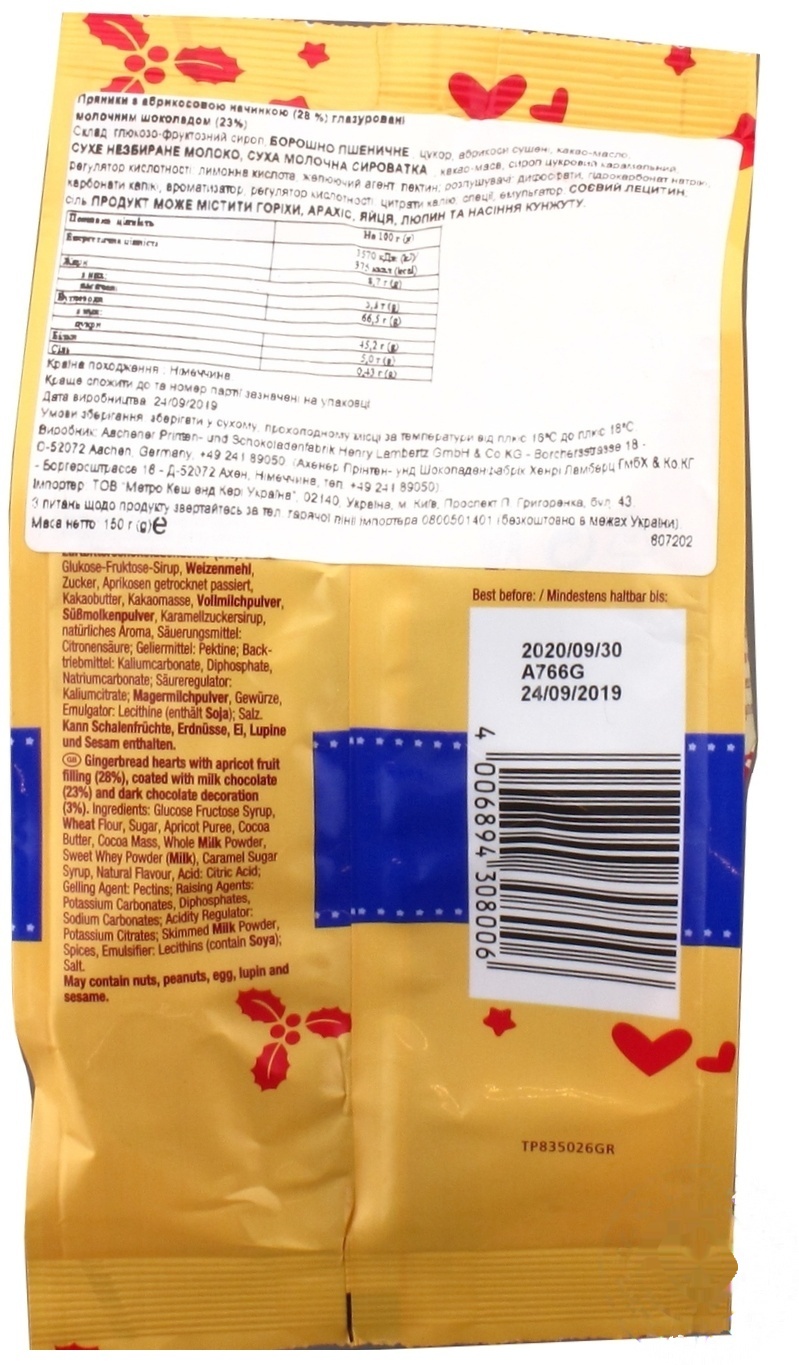 Пряники з абрикосовою начинкою (28 %) глазуровані
молочним шоколадом (23%)
Склад глюкозо-фруктозний сироп, БОРОШНО ПШЕНИЧНЕ, цукор, абрикоси сушені, какао-масло,
СУХЕ НЕЗБИРАНЕ МОЛОКО, СУХА МОЛОЧНА СИРОВАТКА, какао-маса, сироп цукровий карамельний,
регулятор кислотності: лимонна кислота, желюючий агент пектин; розпушувачі: дифосфати, гідрокарбонат натрію,
карбонати калію, ароматизатор, регулятор кислотності: цитрати калію, спеції, емульгатор СОЄВИЙ ЛЕЦИТИН,
сіль ПРОДУКТ МОЖЕ МІСТИТИ ГОРІХИ, АРАХІС, ЯЙЦЯ, ЛЮПИН ТА НАСІННЯ КУНЖУТУ.
На 100 г (g)
1570 кДж (kJ)/
375 ккал (kcal)
8,7 г (g)
66,5 г (g)
цукри
45,2 г (g)
Білки 5,0 г (g)
Сіль 0,43 г (g)
Країна походження : Німеччина
Краще спожити до та номер партії зазначені на упаковці
Дата виробництва 24/09/2019
Умови зберігання зберігати у сухому, прохолодному місці за температури від плюс 16°C до плюс 18°C
Виробник: Aachener Printen- und Schokoladenfabrik Henry Lambertz GmbH & Co KG - Borchersstrasse 18 -
D-52072 Aachen, Germany, +49 241 89050 (Ахенер Прінтен- унд Шоколаденфабрік Хенрі Ламберц ГмбХ & Ко.КГ
- Боргерсштрассе 18 - Д-52072 Ахен, Німеччина, тел. +49 241 89050)
Імпортер ТОВ "Метро Кеш енд Кері Україна", 02140, Україна, м. Київ, Проспект П. Григоренка, буд. 43.
З питань щодо продукту звертайтесь за тел. гарячої лінії імпортера 0800501401 (безкоштовно в межах України).
Маса нетто 150 г (g) e
607202
Glukose-Fruktose-Sirup, Weizenmehl,
Zucker, Aprikosen getrocknet passiert,
Kakaobutter, Kakaomasse, Vollmilchpulver,
Süßmolkenpulver, Karamellzuckersirup,
natürliches Aroma, Säuerungsmittel:
Citronensäure; Geliermittel: Pektine; Back-
triebmittel: Kaliumcarbonate, Diphosphate,
Natriumcarbonate; Säureregulator:
Kaliumcitrate; Magermilchpulver, Gewürze,
Emulgator: Lecithine (enthält Soja); Salz.
Kann Schalenfrüchte, Erdnüsse, Ei, Lupine
und Sesam enthalten.
GB Gingerbread hearts with apricot fruit
filling (28%), coated with milk chocolate
(23%) and dark chocolate decoration
(3%). Ingredients: Glucose Fructose Syrup,
Wheat Flour, Sugar, Apricot Puree, Cocoa
Butter, Cocoa Mass, Whole Milk Powder,
Sweet Whey Powder (Milk), Caramel Sugar
Syrup, Natural Flavour, Acid: Citric Acid;
Gelling Agent: Pectins; Raising Agents:
Potassium Carbonates, Diphosphates,
Sodium Carbonates; Acidity Regulator:
Potassium Citrates; Skimmed Milk Powder,
Spices, Emulsifier: Lecithins (contain Soya);
Salt.
May contain nuts, peanuts, egg, lupin and
sesame.
Best before: / Mindestens haltbar bis:
2020/09/30
A766G
24/09/2019
4 006894 308006
TP835026GR